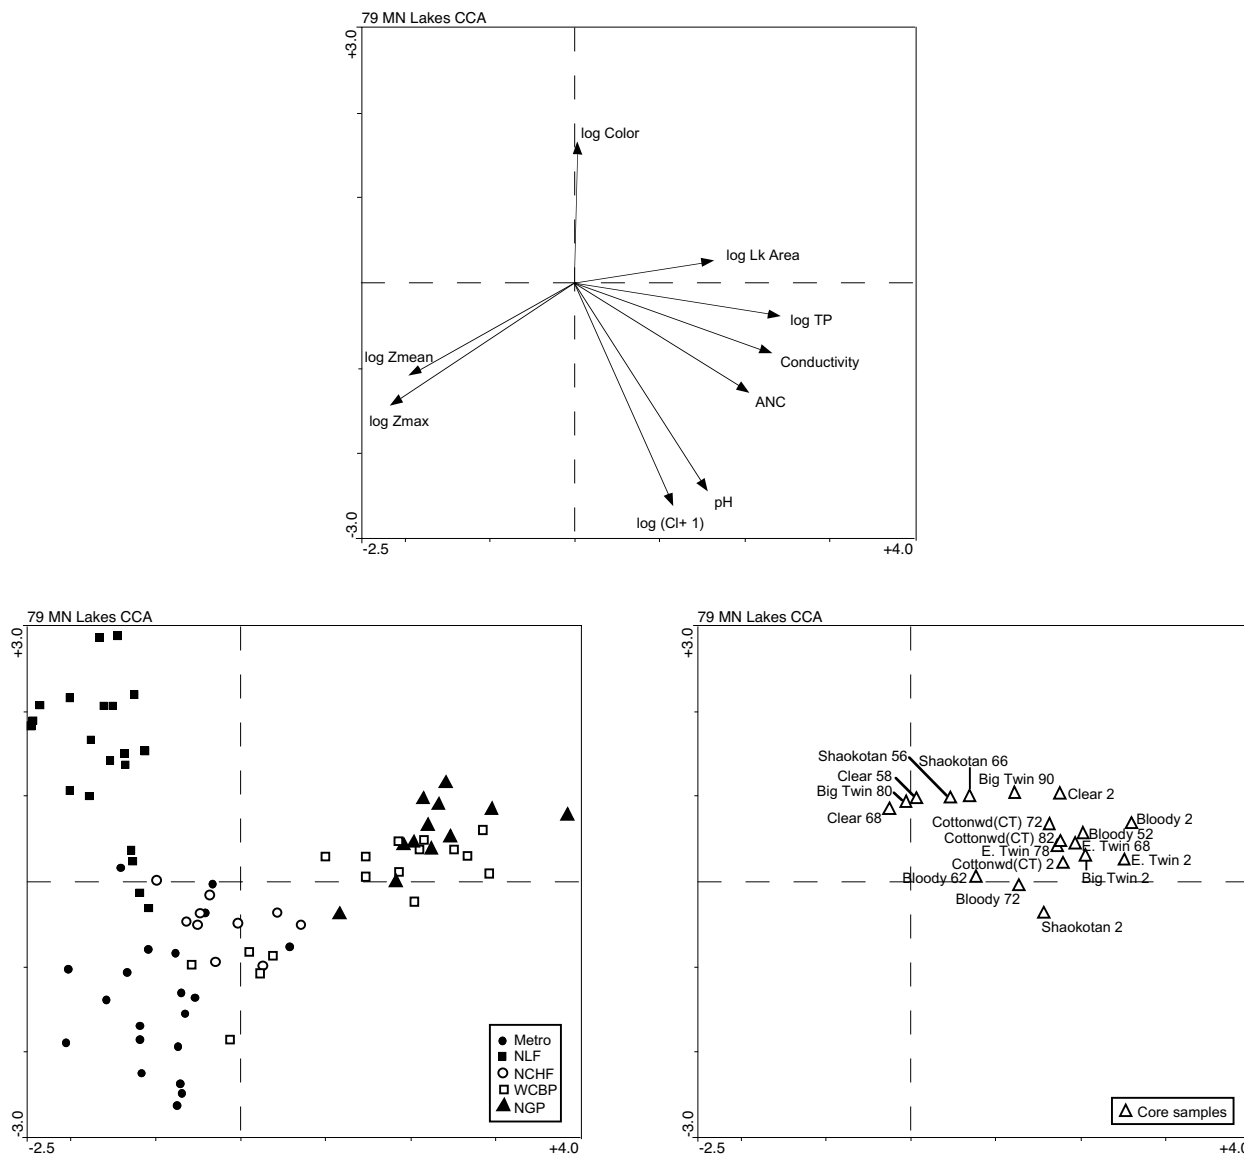 79 MN Lakes CCA
+3.0
log Color
log Lk Area
log TP
log Zmean
Conductivity
log Zmax
ANC
pH
log (Cl+ 1)
-3.0
-2.5
+4.0
79 MN Lakes CCA
+3.0
Metro
NLF
NCHF
WCBP
NGP
-3.0
-2.5
+4.0
79 MN Lakes CCA
+3.0
Shaokotan 56
Shaokotan 66
Clear 58
Big Twin 90
Big Twin 80
Clear 2
Clear 68
Cottonwd(CT) 72
Bloody 2
Bloody 52
Cottonwd(CT) 82
E. Twin 68
E. Twin 78
E. Twin 2
Cottonwd(CT) 2
Bloody 62
Big Twin 2
Bloody 72
Shaokotan 2
Core samples
-3.0
-2.5
+4.0